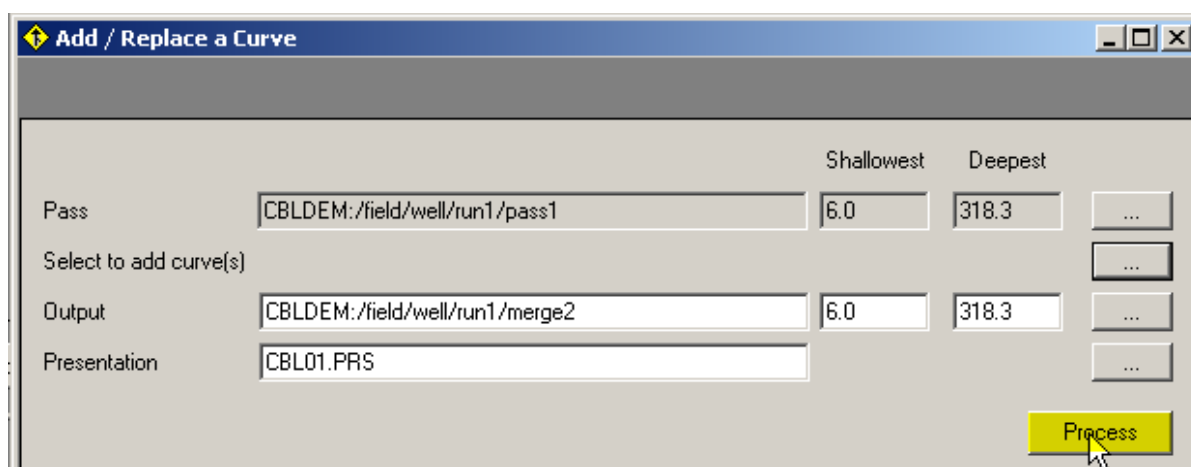 Add / Replace a Curve
Shallowest Deepest
Pass CBLDEM:/field/well/run1/pass1 6.0 318.3 ...
Select to add curve(s) ...
Output CBLDEM:/field/well/run1/merge2 6.0 318.3 ...
Presentation CBL01.PRS ...
Process